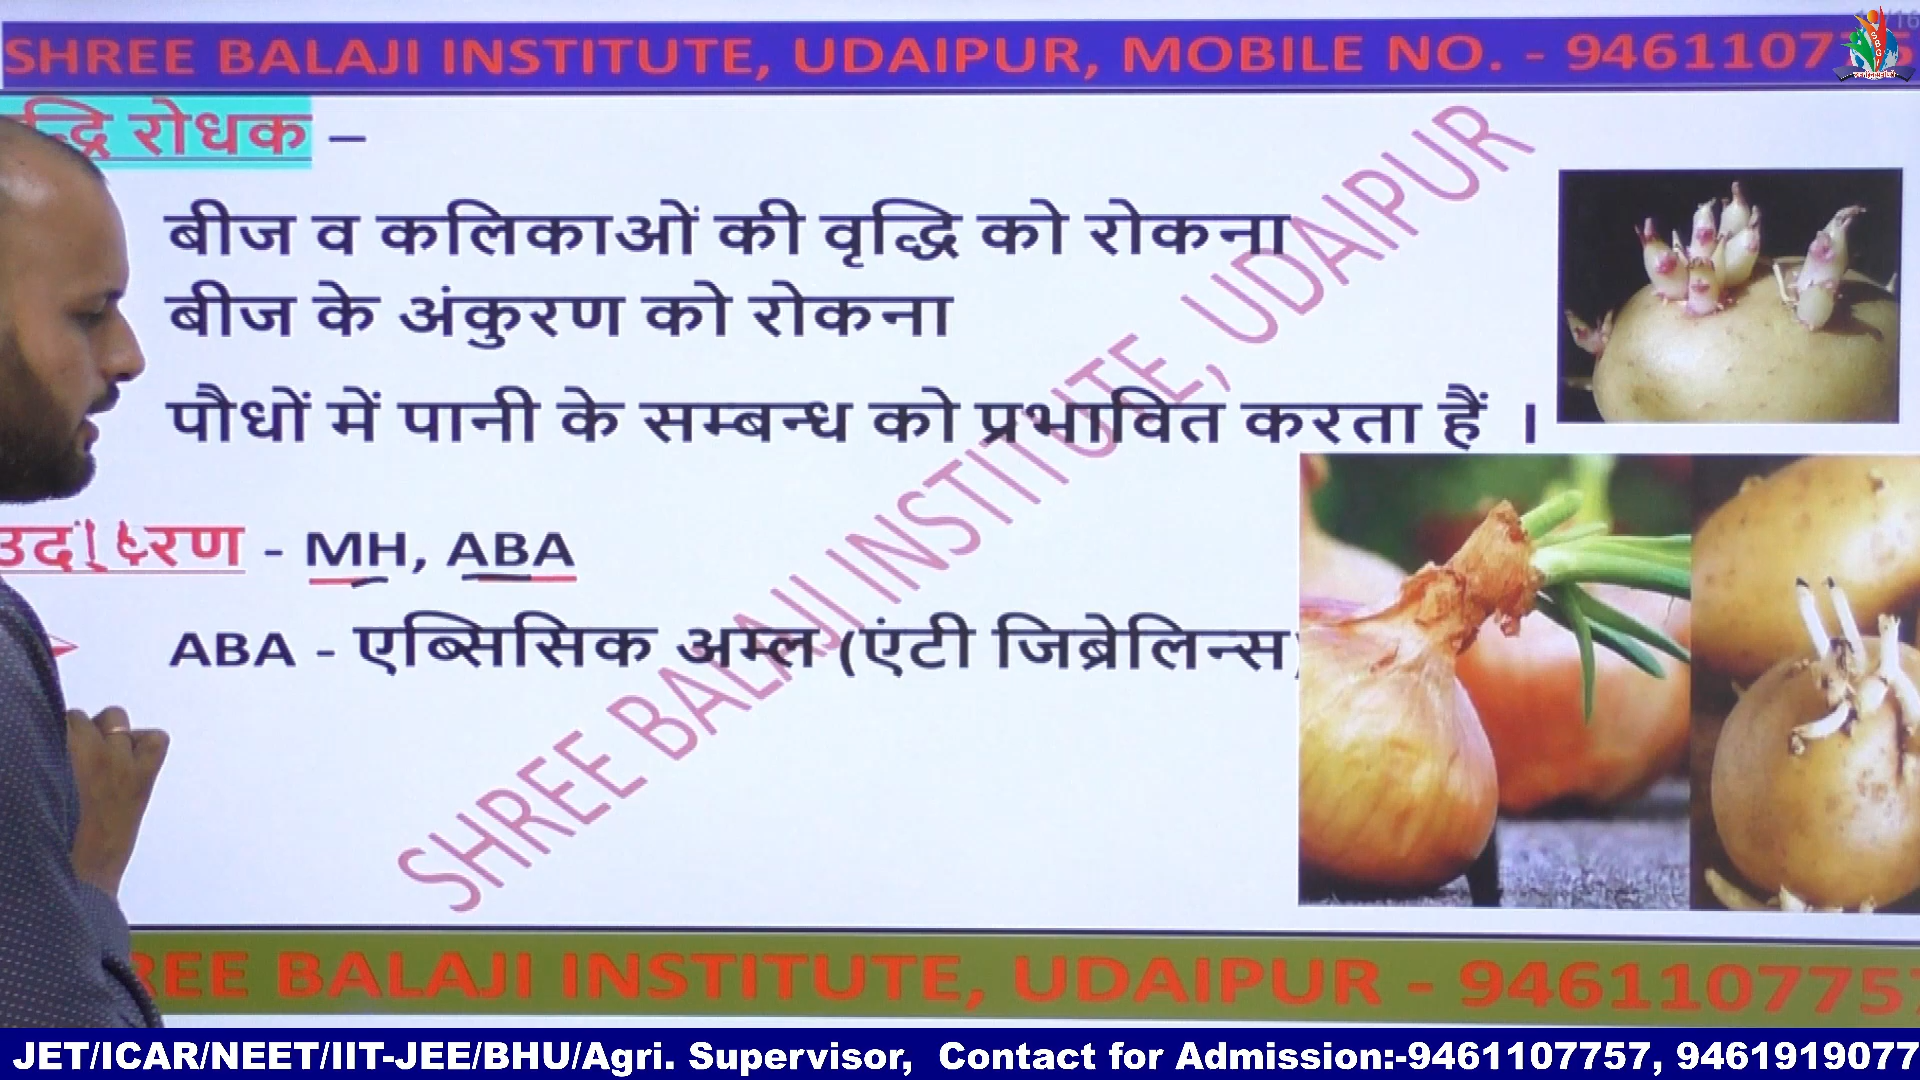 SHREE BALAJI INSTITUTE, UDAIPUR, MOBILE NO. - 94611077
रोधक –
बीज व कलिकाओं की वृद्धि को रोकना
बीज के अंकुरण को रोकना
पौधों में पानी के सम्बन्ध को प्रभावित करता हैं ।
- MH, ABA
ABA - एब्सिसिक अम्ल (एंटी जिब्रेलिन्स)
SHREE BALAJI INSTITUTE, UDAIPUR
REE BALAJI INSTITUTE, UDAIPUR - 9461107757
JET/ICAR/NEET/IIT-JEE/BHU/Agri. Supervisor, Contact for Admission:-9461107757, 9461919077